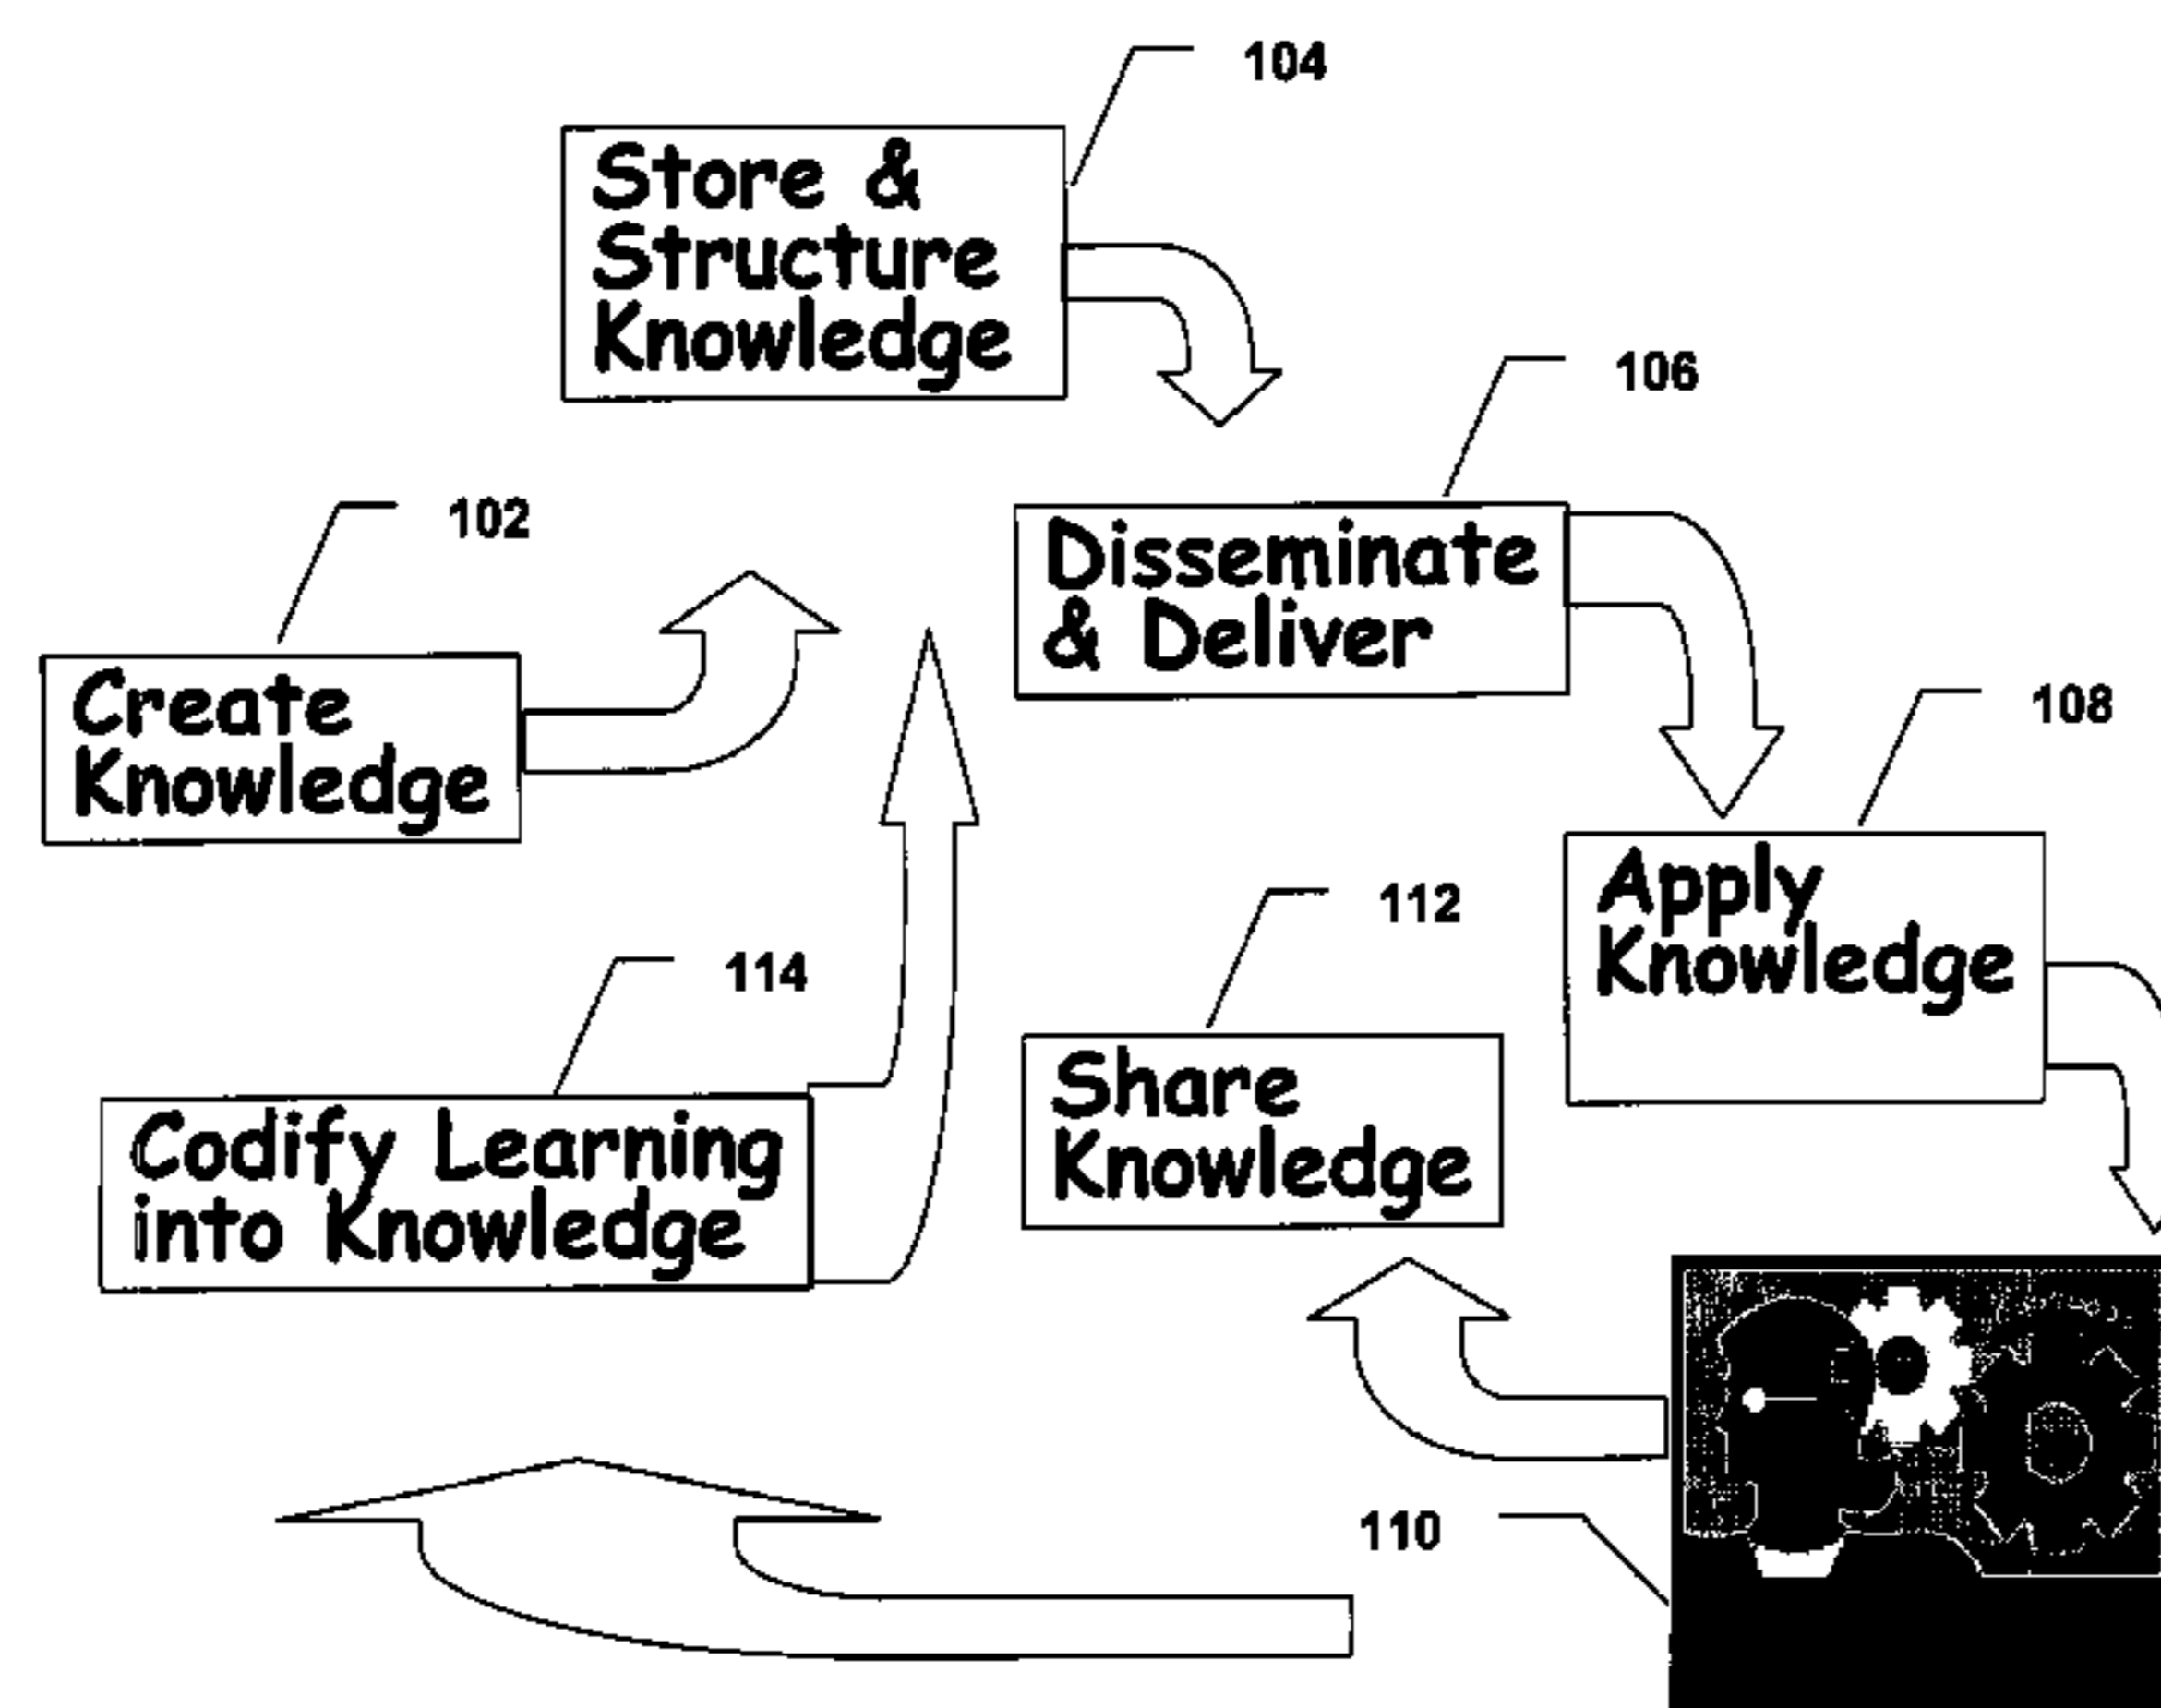 104
Store &
Structure
Knowledge
106
102
Disseminate
& Deliver
Create
Knowledge
108
Apply
Knowledge
112
114
Share
Knowledge
Codify Learning
into Knowledge
110